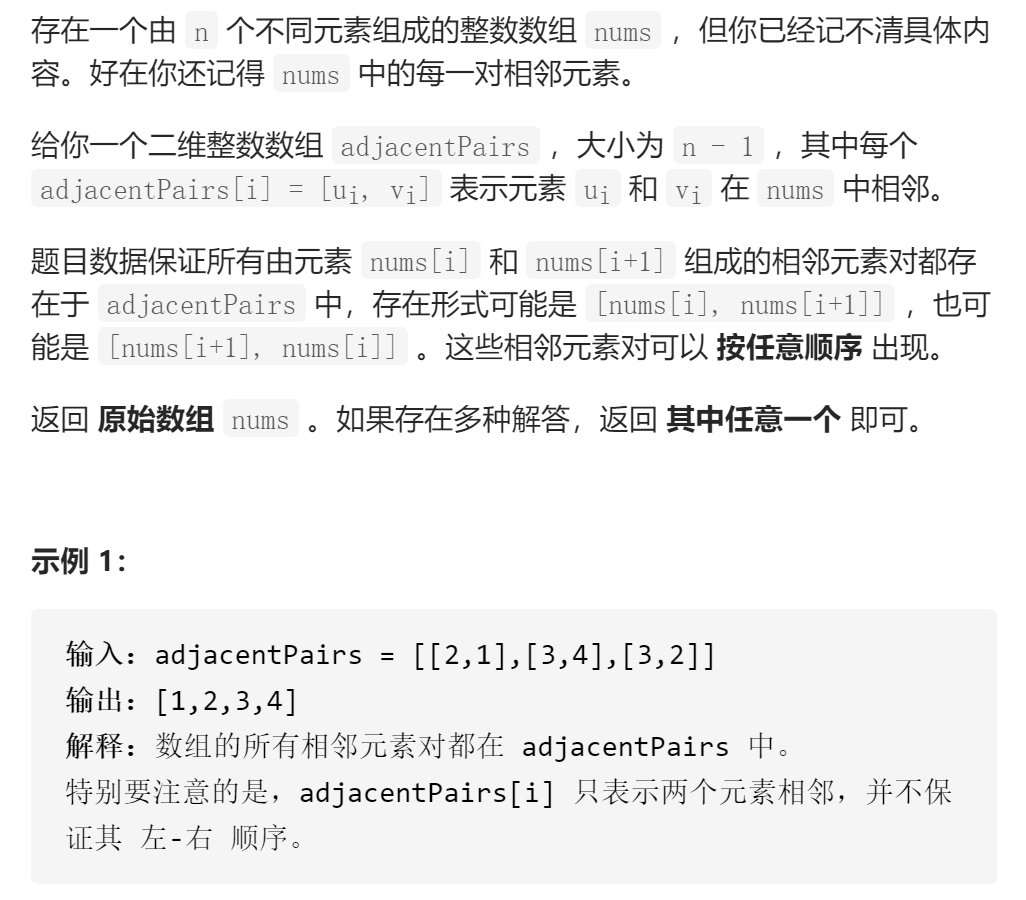 存在一个由 n 个不同元素组成的整数数组 nums ，但你已经记不清具体内
容。好在你还记得 nums 中的每一对相邻元素。
给你一个二维整数数组 adjacentPairs ，大小为 n - 1 ，其中每个
adjacentPairs[i] = [ui, vi] 表示元素 ui 和 vi 在 nums 中相邻。
题目数据保证所有由元素 nums[i] 和 nums[i+1] 组成的相邻元素对都存
在于 adjacentPairs 中，存在形式可能是 [nums[i], nums[i+1]] ，也可
能是 [nums[i+1], nums[i]] 。这些相邻元素对可以 按任意顺序 出现。
返回 原始数组 nums 。如果存在多种解答，返回 其中任意一个 即可。
示例 1：
输入：adjacentPairs = [[2,1],[3,4],[3,2]]
输出：[1,2,3,4]
解释：数组的所有相邻元素对都在 adjacentPairs 中。
特别要注意的是，adjacentPairs[i] 只表示两个元素相邻，并不保
证其 左-右 顺序。